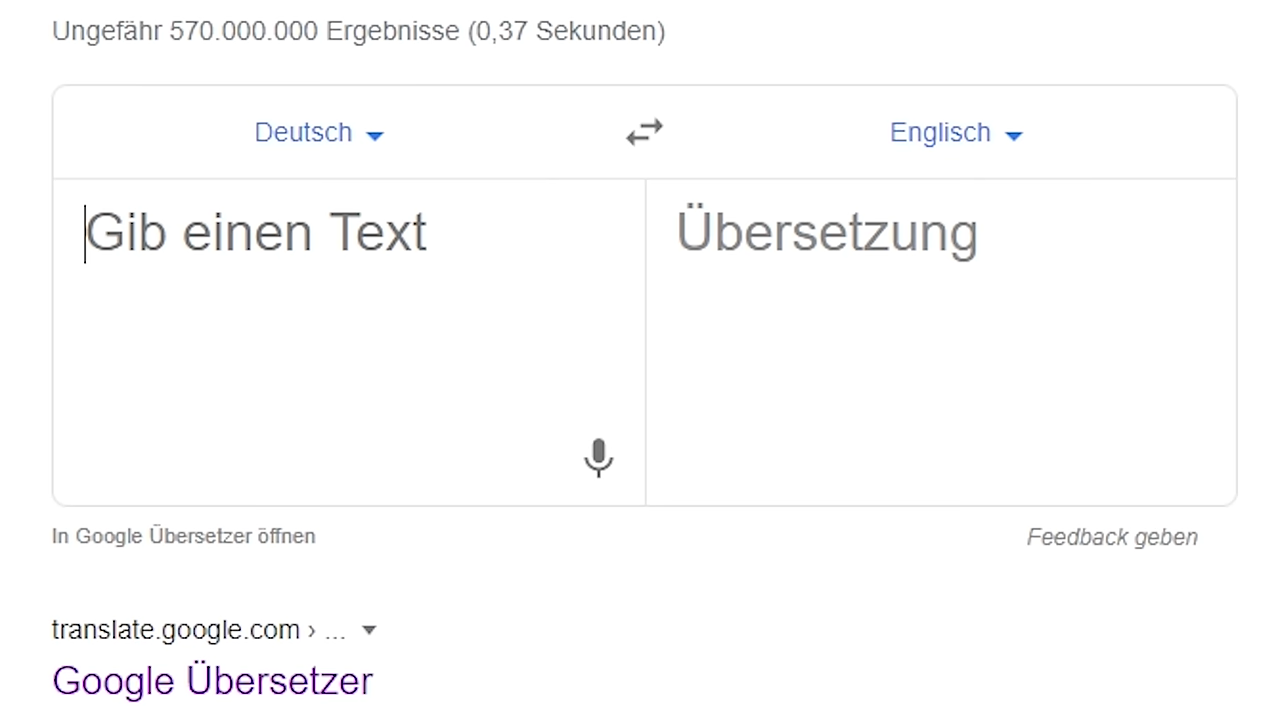 Ungefähr 570.000.000 Ergebnisse (0,37 Sekunden)
Deutsch
Englisch
Gib einen Text
Übersetzung
In Google Übersetzer öffnen
Feedback geben
translate.google.com › ...
Google Übersetzer